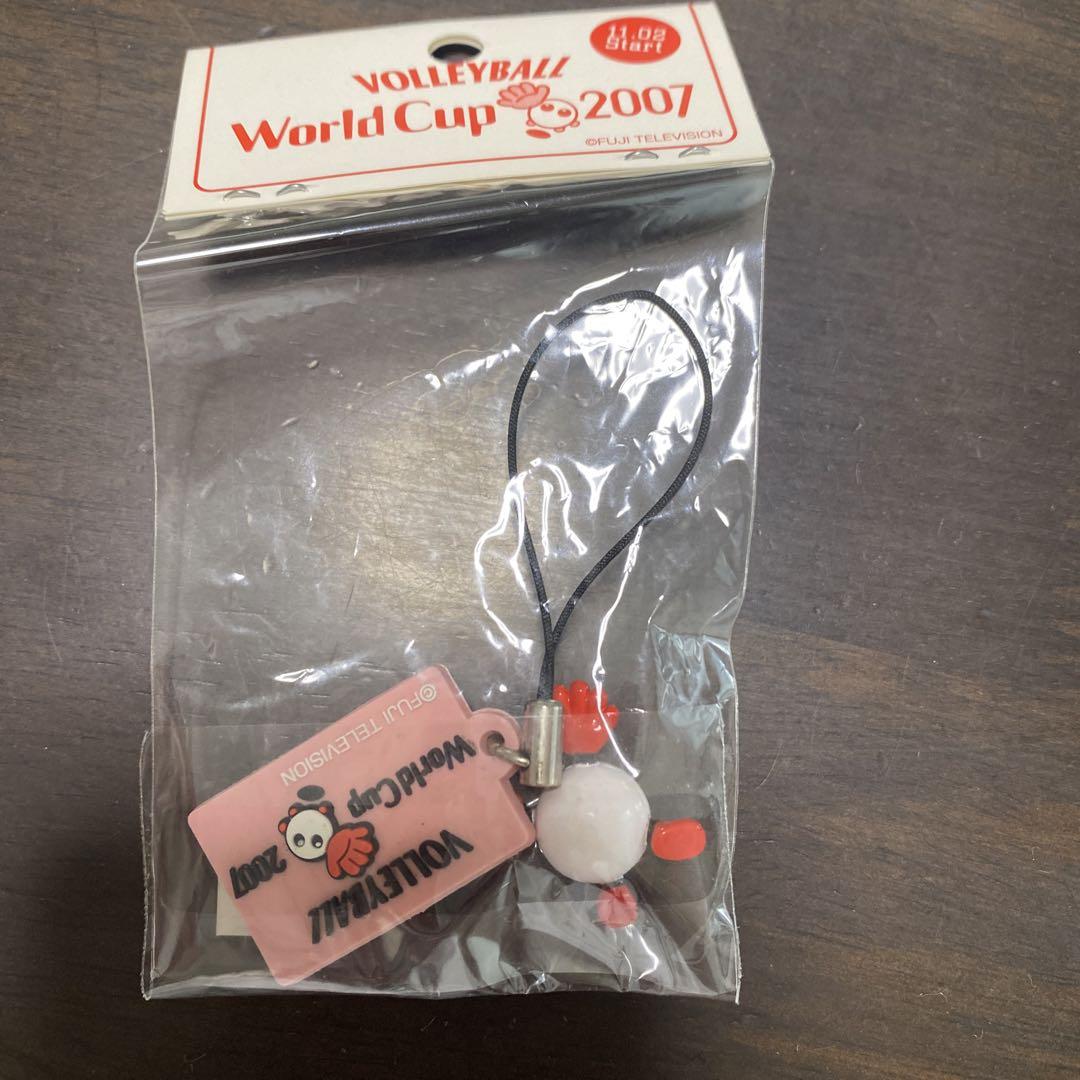 11.02
Start
VOLLEYBALL
World Cup 2007
©FUJI TELEVISION
©FUJI TELEVISION
World Cup
2007
VOLLEYBALL